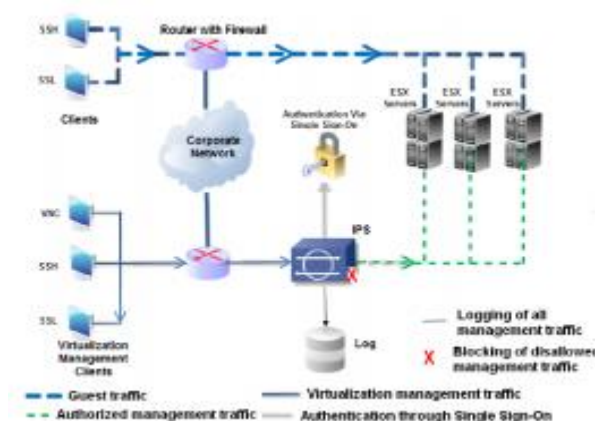 SSH
Router with Firewall
SSL
Clients
ESX
Servers
ESX
Servers
ESX
Servers
Authentication Via
Single Sign-On
Corporate
Network
VNC
IPS
SSH
SSL
Virtualization
Management
Clients
Log
Logging of all
management traffic
X Blocking of disallowed
management traffic
Guest traffic
Virtualization management traffic
Authorized management traffic
Authentication through Single Sign-On